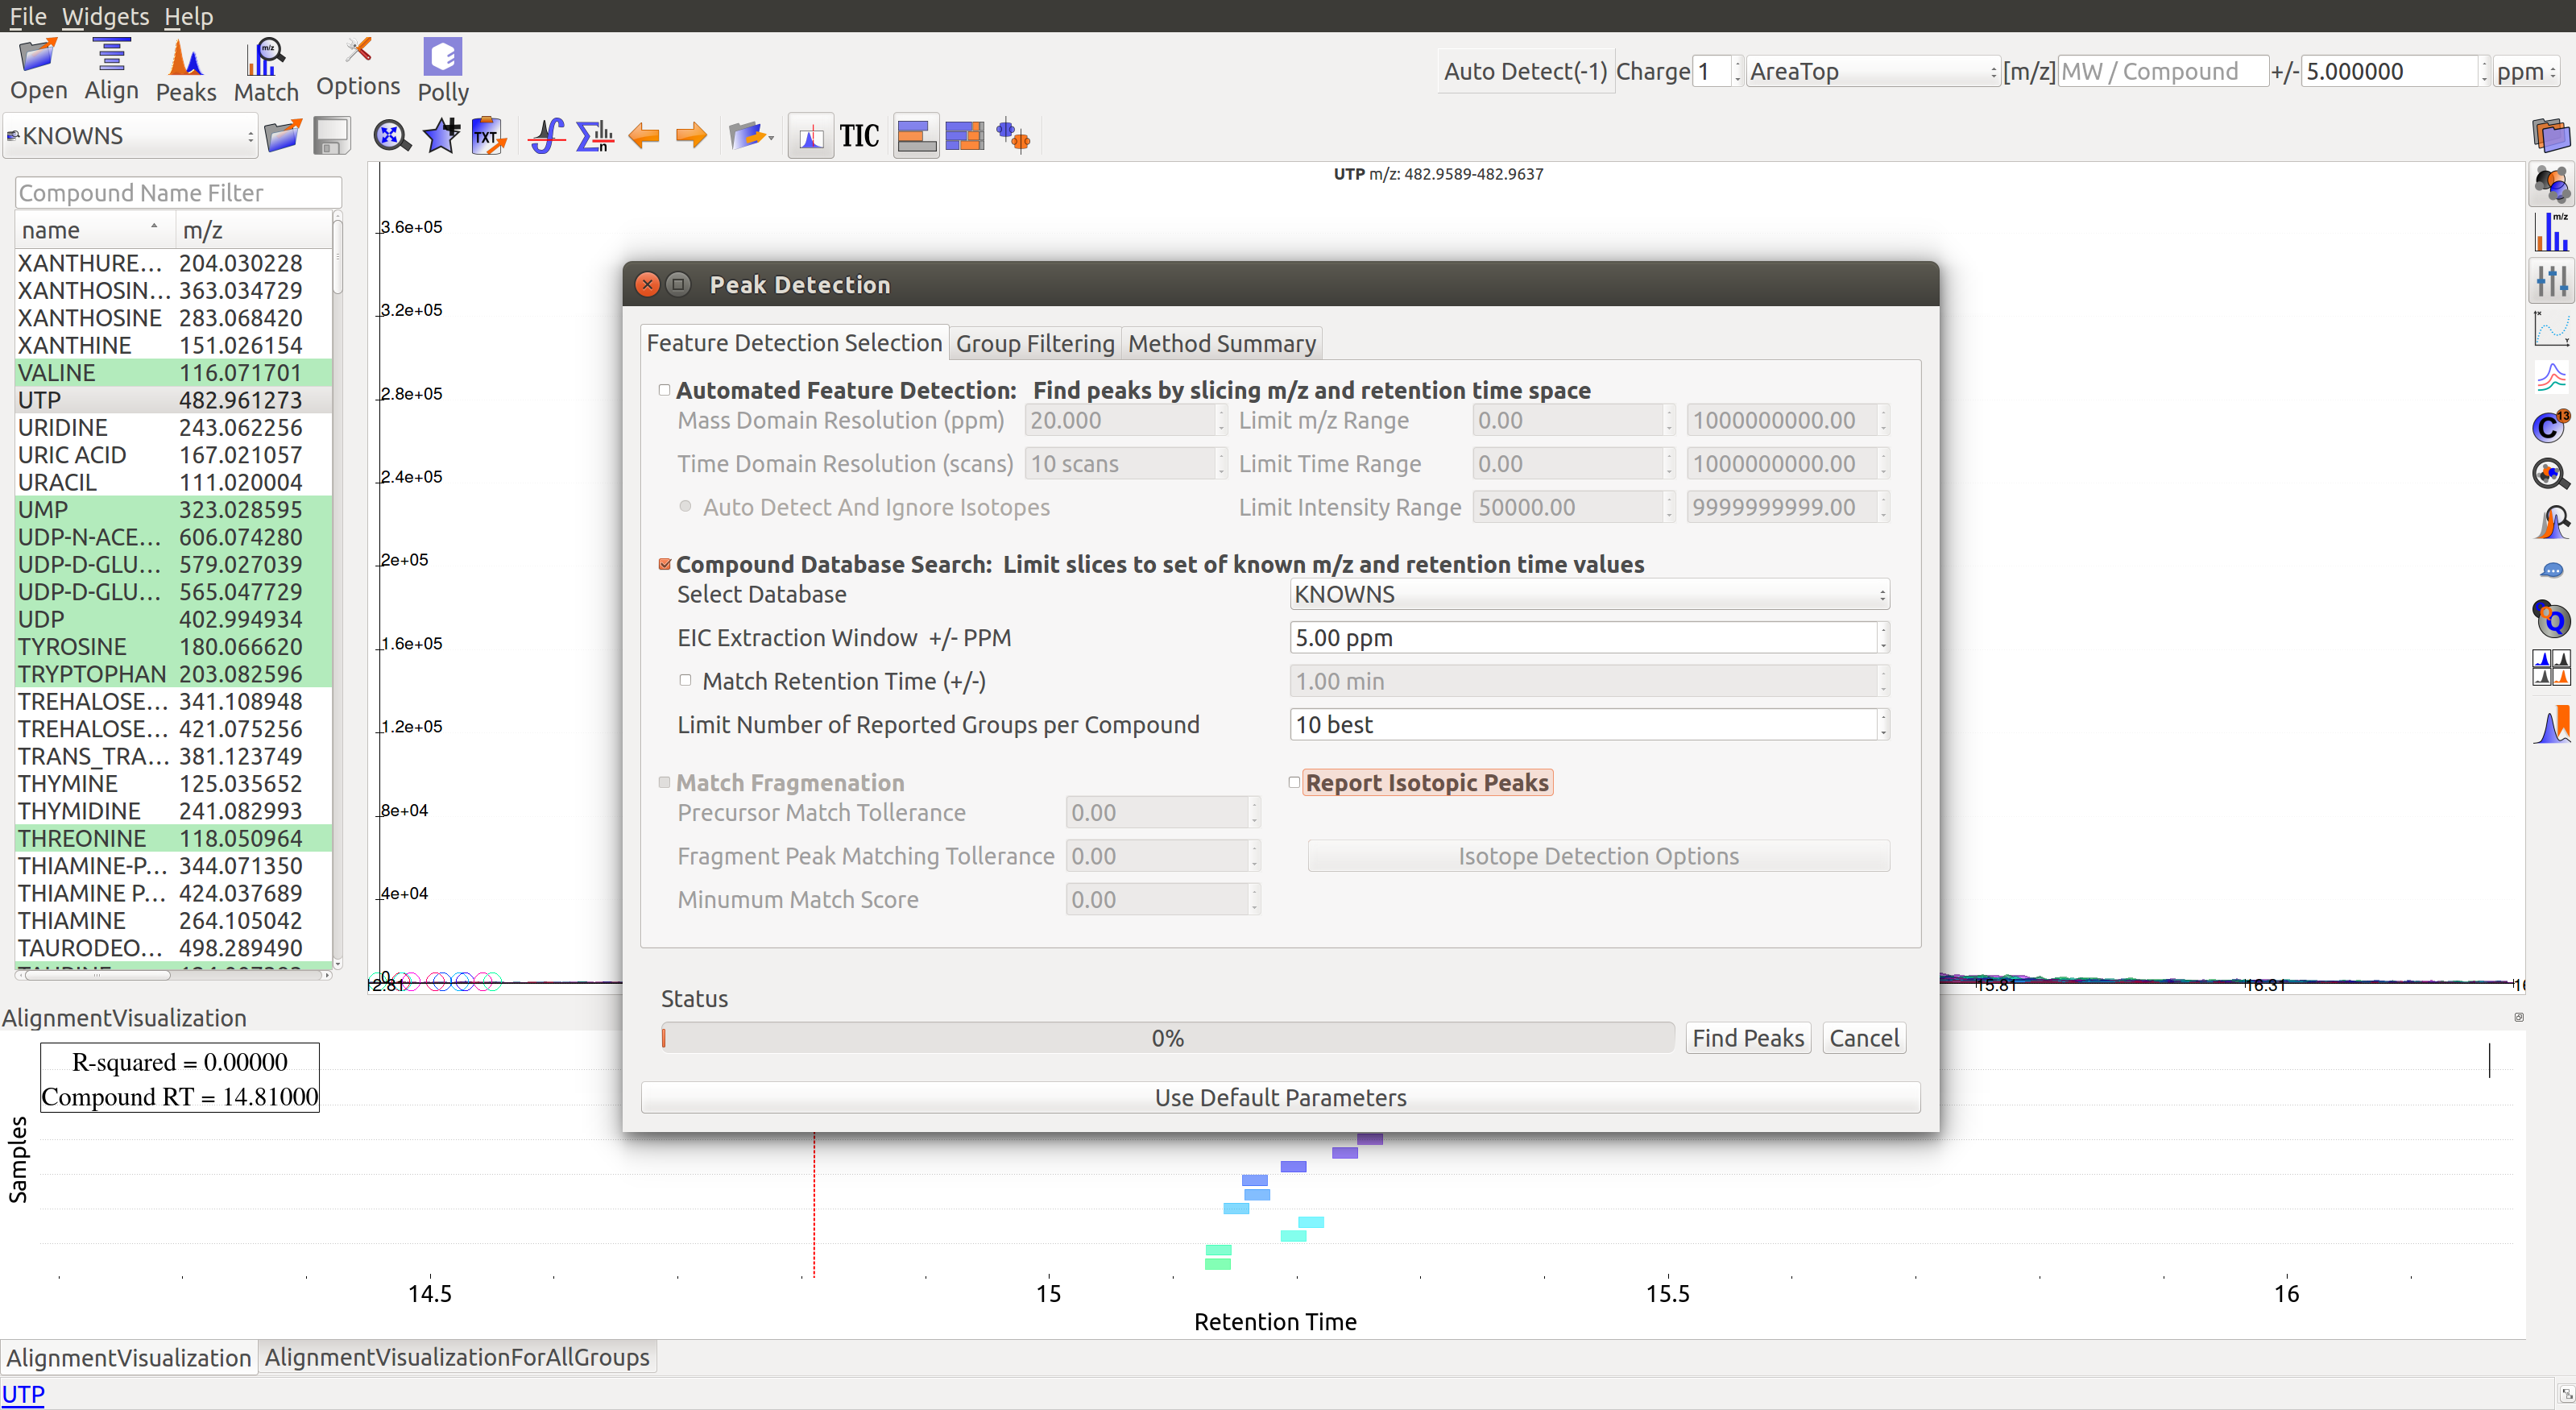 File Widgets Help
Open Align Peaks Match Options Polly
Auto Detect(-1) Charge 1 AreaTop [m/z] MW / Compound +/- 5.000000 ppm
KNOWNS TXT TIC
Compound Name Filter
name m/z
XANTHURE... 204.030228
XANTHOSIN... 363.034729
XANTHOSINE 283.068420
XANTHINE 151.026154
VALINE 116.071701
UTP 482.961273
URIDINE 243.062256
URIC ACID 167.021057
URACIL 111.020004
UMP 323.028595
UDP-N-ACE... 606.074280
UDP-D-GLU... 579.027039
UDP-D-GLU... 565.047729
UDP 402.994934
TYROSINE 180.066620
TRYPTOPHAN 203.082596
TREHALOSE... 341.108948
TREHALOSE... 421.075256
TRANS_TRA... 381.123749
THYMINE 125.035652
THYMIDINE 241.082993
THREONINE 118.050964
THIAMINE-P... 344.071350
THIAMINE P... 424.037689
THIAMINE 264.105042
TAURODEO... 498.289490
UTP m/z: 482.9589-482.9637
3.6e+05
3.2e+05
2.8e+05
2.4e+05
2e+05
1.6e+05
1.2e+05
8e+04
4e+04
0
12.81 15.81 16.31
Peak Detection
Feature Detection Selection Group Filtering Method Summary
Automated Feature Detection: Find peaks by slicing m/z and retention time space
Mass Domain Resolution (ppm) 20.000 Limit m/z Range 0.00 1000000000.00
Time Domain Resolution (scans) 10 scans Limit Time Range 0.00 1000000000.00
Auto Detect And Ignore Isotopes Limit Intensity Range 50000.00 9999999999.00
Compound Database Search: Limit slices to set of known m/z and retention time values
Select Database KNOWNS
EIC Extraction Window +/- PPM 5.00 ppm
Match Retention Time (+/-) 1.00 min
Limit Number of Reported Groups per Compound 10 best
Match Fragmenation Report Isotopic Peaks
Precursor Match Tollerance 0.00
Fragment Peak Matching Tollerance 0.00 Isotope Detection Options
Minumum Match Score 0.00
Status
0% Find Peaks Cancel
Use Default Parameters
AlignmentVisualization
R-squared = 0.00000
Compound RT = 14.81000
Samples
14.5 15 15.5 16
Retention Time
AlignmentVisualization AlignmentVisualizationForAllGroups
UTP